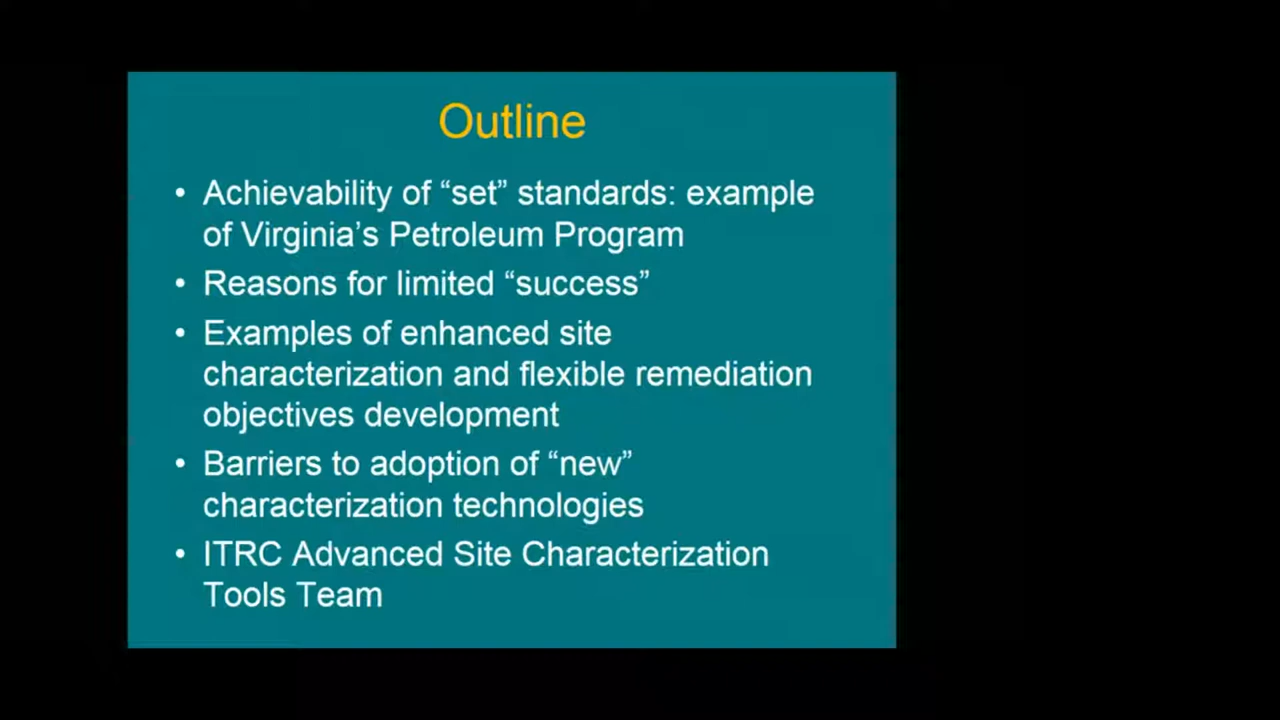 Outline
• Achievability of “set” standards: example
of Virginia’s Petroleum Program
• Reasons for limited “success”
• Examples of enhanced site
characterization and flexible remediation
objectives development
• Barriers to adoption of “new”
characterization technologies
• ITRC Advanced Site Characterization
Tools Team